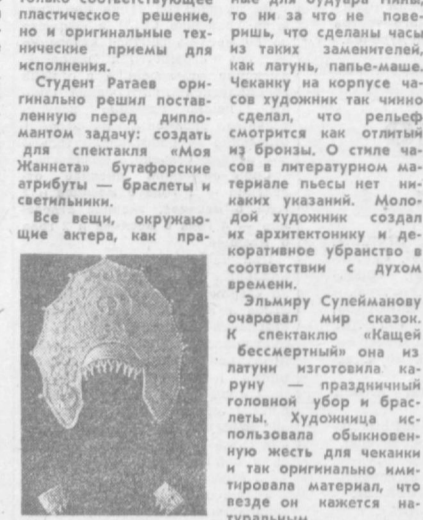 только соответствующее
пластическое решение,
но и оригинальные тех-
нические приемы для
исполнения.
Студент Ратаев ори-
гинально решил постав-
ленную перед дипло-
мантом задачу: создать
для спектакля «Моя
Жаннета» бутафорские
атрибуты — браслеты и
светильники.
Все вещи, окружаю-
щие актера, как пра-
ные для будуара
то ни за что не пове-
ришь, что сделаны часы
из таких заменителей,
как латунь, папье-маше.
Чеканку на корпусе ча-
сов художник так чинно
сделал, что рельеф
смотрится как отлитый
из бронзы. О стиле ча-
сов в литературном ма-
териале пьесы нет ни-
каких указаний. Моло-
дой художник создал
их архитектонику и де-
коративное убранство в
соответствии с духом
времени.
Эльмиру Сулейманову
очаровал мир сказок.
К спектаклю «Кащей
бессмертный» она из
латуни изготовила ка-
руну — праздничный
головной убор и брас-
леты. Художница ис-
пользовала обыкновен-
ную жесть для чеканки
и так оригинально ими-
тировала материал, что
везде он кажется на-
туральным.